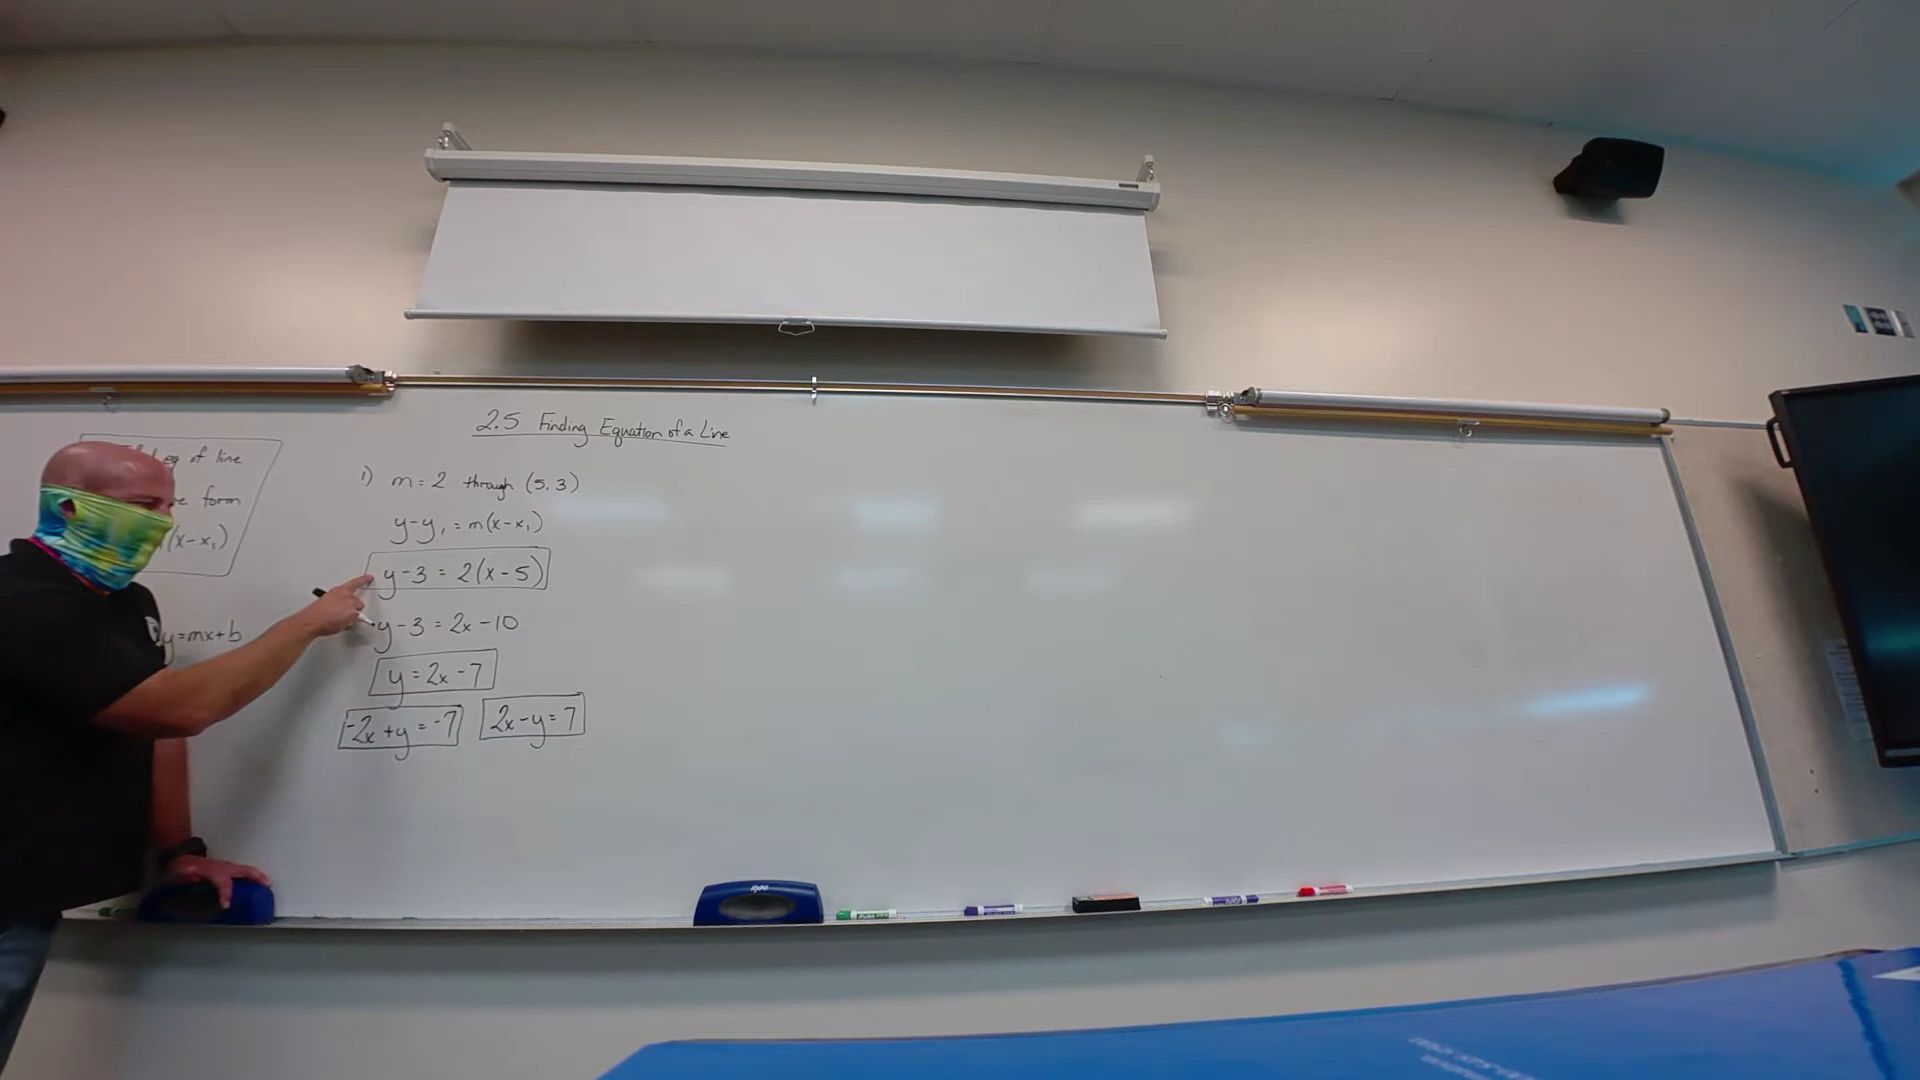 2.5 Finding Equation of a Line
eq of line
form
(x-x₁)
y=mx+b
1) m=2 through (5,3)
y-y₁=m(x-x₁)
y-3=2(x-5)
y-3=2x-10
y=2x-7
-2x+y=-7 2x-y=7
expo